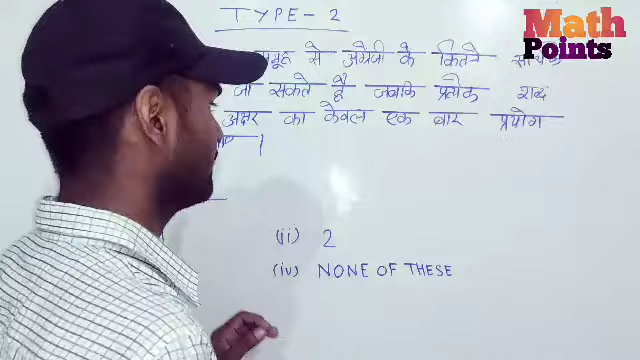 TYPE - 2
Math
Points
समूह से अंग्रेजी के कितने
जा सकते है जबकि प्रत्येक शब्द
अक्षर का केवल एक बार प्रयोग
(ii) 2
(iv) NONE OF THESE